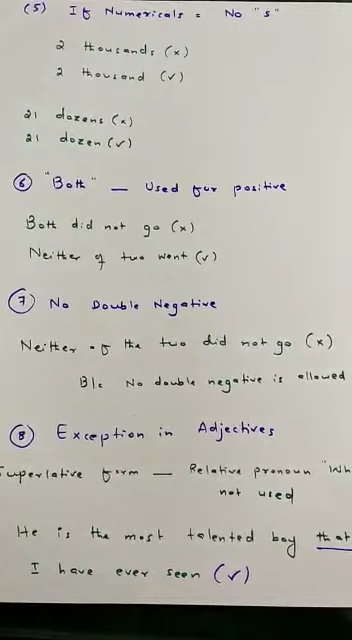 (5) If Numericals = No "s"
2 thousands (x)
2 thousand (✓)
21 dozens (x)
21 dozen (✓)
⑥ "Both" — Used for positive
Both did not go (x)
Neither of two went (✓)
⑦ No Double Negative
Neither of the two did not go (x)
B/c No double negative is allowed
⑧ Exception in Adjectives
Superlative form — Relative pronoun "Wh
not used
He is the most talented boy that
I have ever seen (✓)